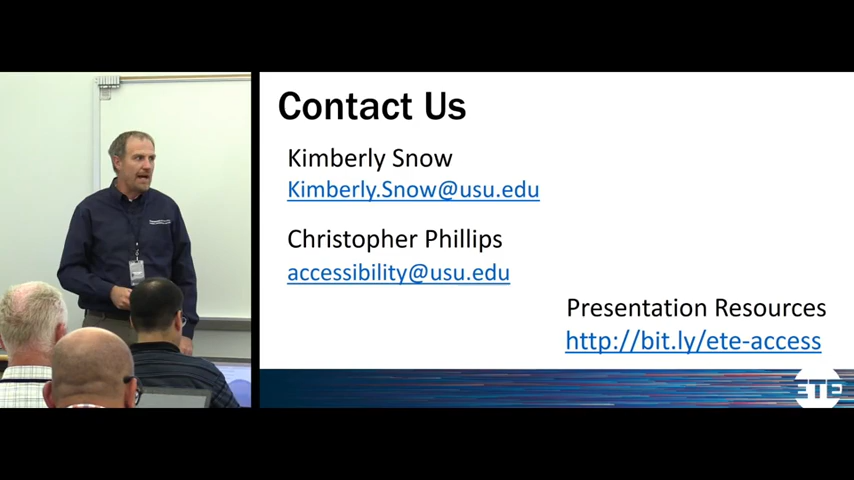 Contact Us
Kimberly Snow
Kimberly.Snow@usu.edu
Christopher Phillips
accessibility@usu.edu
Presentation Resources
http://bit.ly/ete-access
ETE